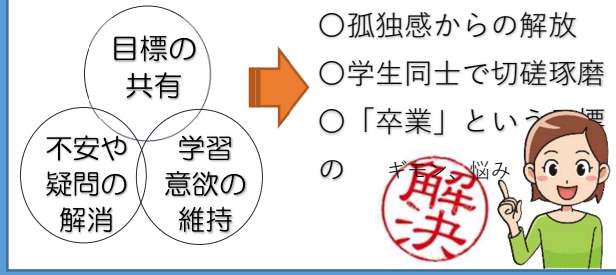 目標の
共有
不安や
疑問の
解消
学習
意欲の
維持
○孤独感からの解放
○学生同士で切磋琢磨
○「卒業」という目標
の
ギモン、悩み
解決